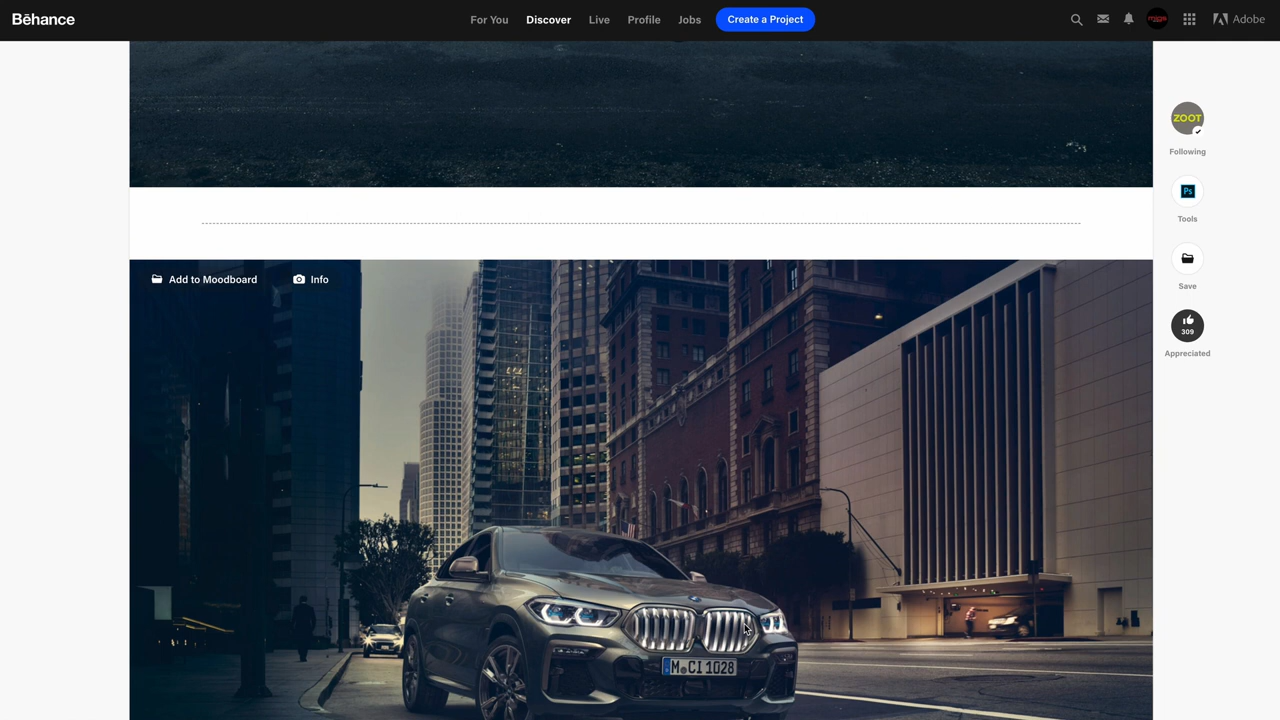 Bēhance
For You Discover Live Profile Jobs Create a Project
Adobe
ZOOT
Following
Ps
Tools
Save
309
Appreciated
Add to Moodboard Info
M CI 1028